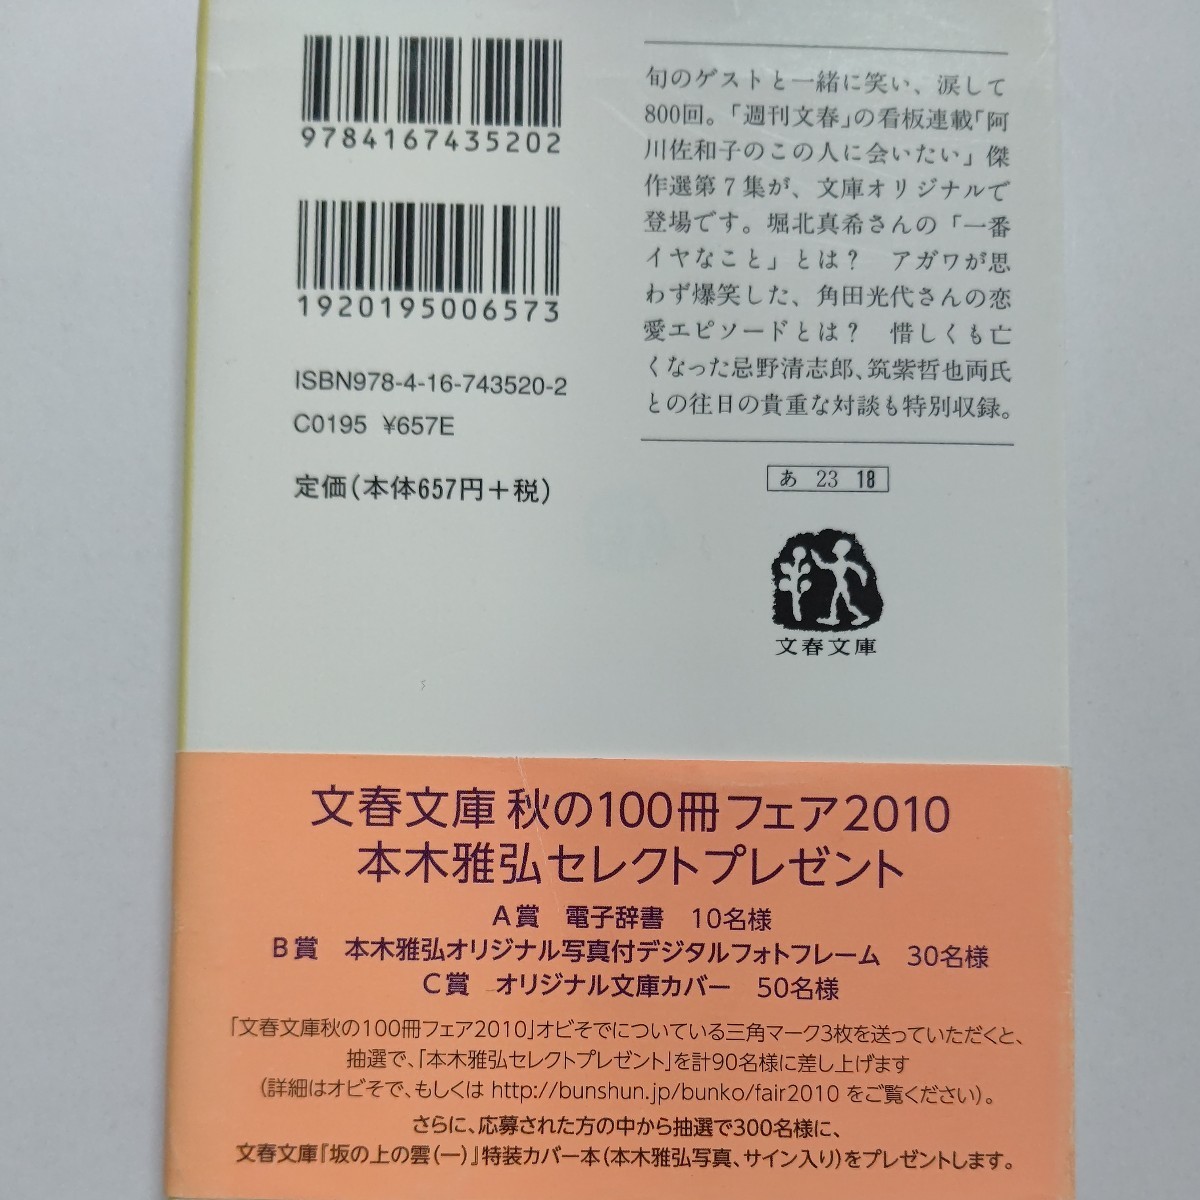 9784167435202
1920195006573
ISBN978-4-16-743520-2
C0195 ¥657E
定価(本体657円+税)
旬のゲストと一緒に笑い、涙して
800回。「週刊文春」の看板連載「阿
川佐和子のこの人に会いたい」傑
作選第7集が、文庫オリジナルで
登場です。堀北真希さんの「一番
イヤなこと」とは? アガワが思
わず爆笑した、角田光代さんの恋
愛エピソードとは? 惜しくも亡
くなった忌野清志郎、筑紫哲也両氏
との往日の貴重な対談も特別収録。
あ 23 18
文春文庫
文春文庫 秋の100冊フェア2010
本木雅弘セレクトプレゼント
A賞 電子辞書 10名様
B賞 本木雅弘オリジナル写真付デジタルフォトフレーム 30名様
C賞 オリジナル文庫カバー 50名様
「文春文庫秋の100冊フェア2010」オビそでについている三角マーク3枚を送っていただくと、
抽選で、「本木雅弘セレクトプレゼント」を計90名様に差し上げます
(詳細はオビそで、もしくは http://bunshun.jp/bunko/fair2010 をご覧ください)。
さらに、応募された方の中から抽選で300名様に、
文春文庫『坂の上の雲(一)』特装カバー本(本木雅弘写真、サイン入り)をプレゼントします。